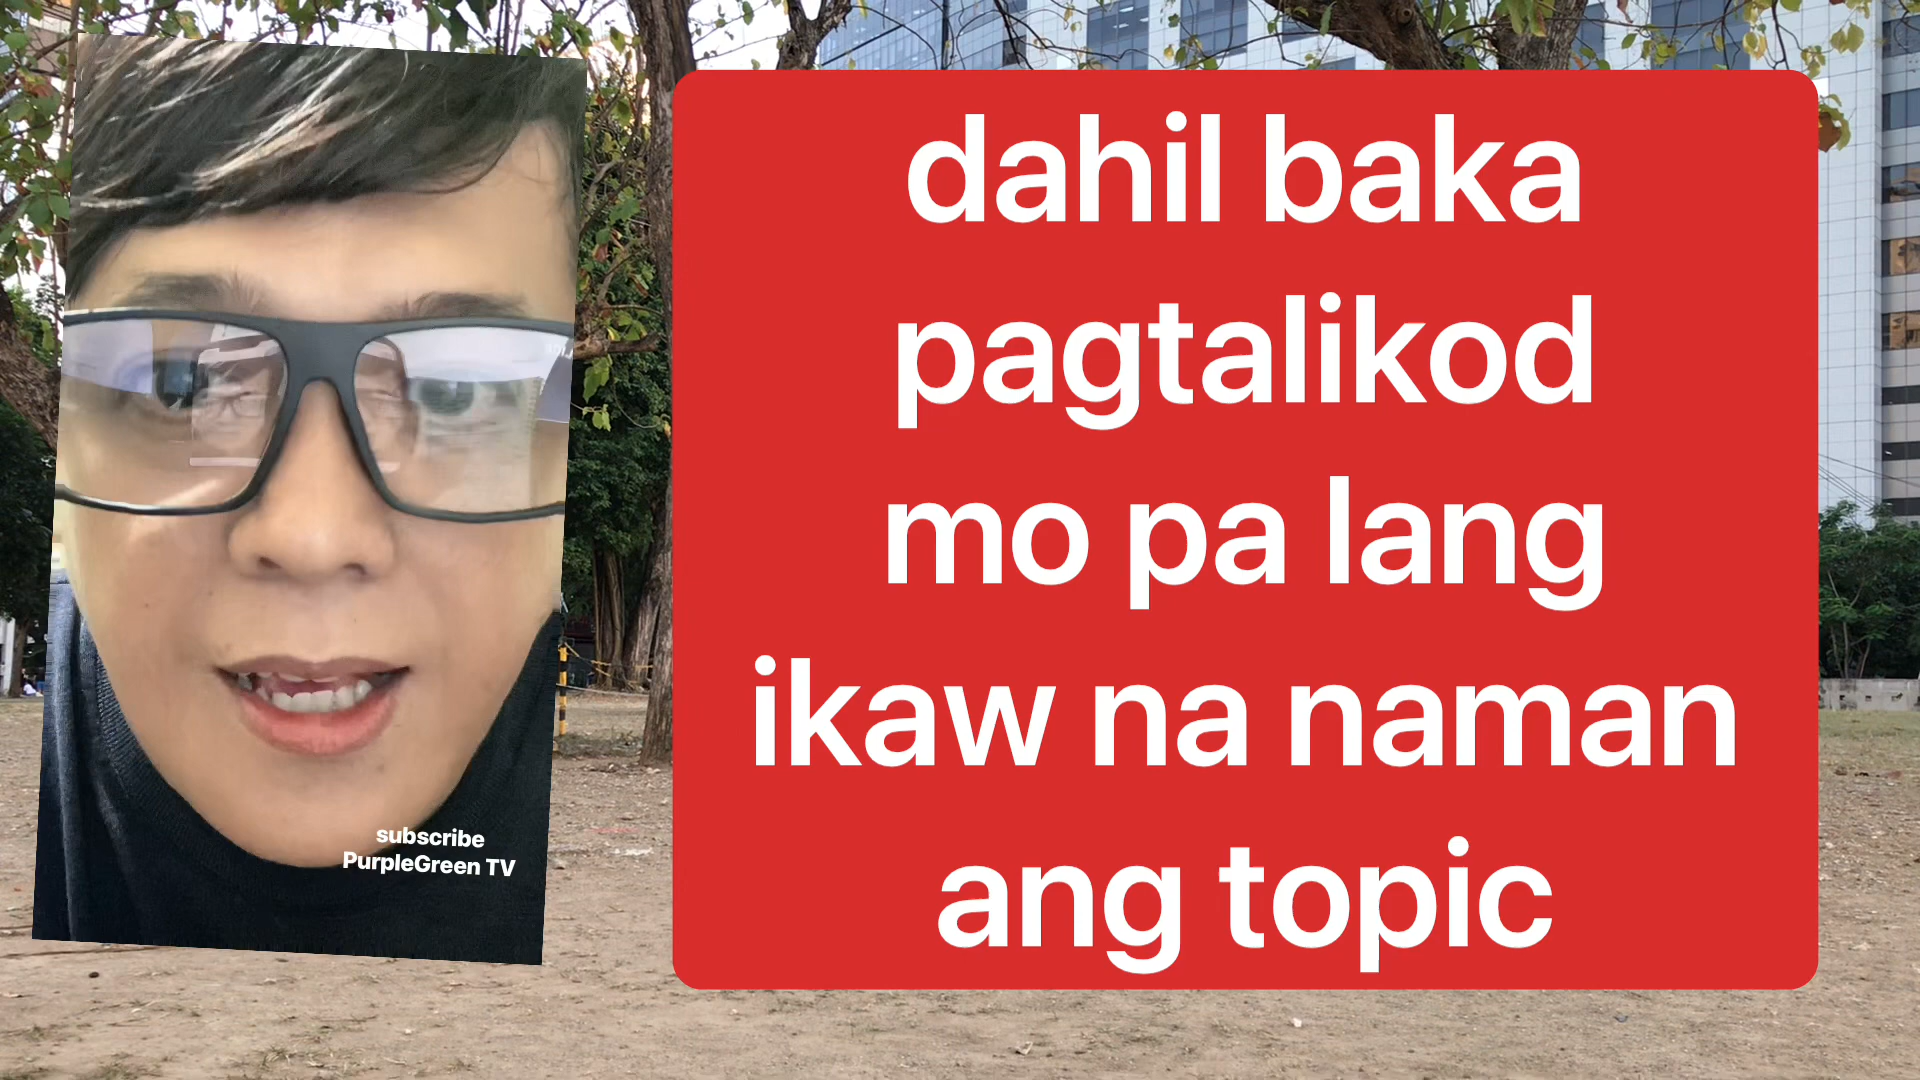 dahil baka
pagtalikod
mo pa lang
ikaw na naman
ang topic
subscribe
PurpleGreen TV